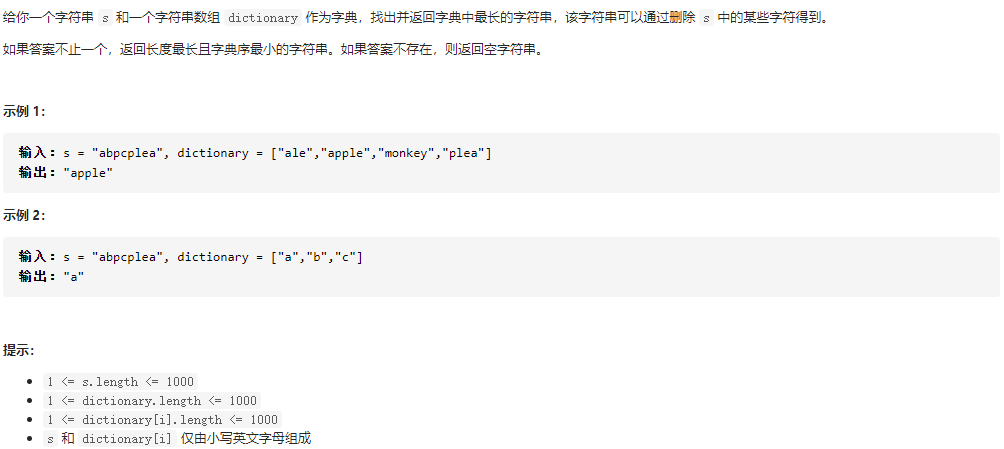 给你一个字符串 s 和一个字符串数组 dictionary 作为字典，找出并返回字典中最长的字符串，该字符串可以通过删除 s 中的某些字符得到。
如果答案不止一个，返回长度最长且字典序最小的字符串。如果答案不存在，则返回空字符串。
示例 1：
输入：s = "abpcplea", dictionary = ["ale","apple","monkey","plea"]
输出："apple"
示例 2：
输入：s = "abpcplea", dictionary = ["a","b","c"]
输出："a"
提示：
• 1 <= s.length <= 1000
• 1 <= dictionary.length <= 1000
• 1 <= dictionary[i].length <= 1000
• s 和 dictionary[i] 仅由小写英文字母组成